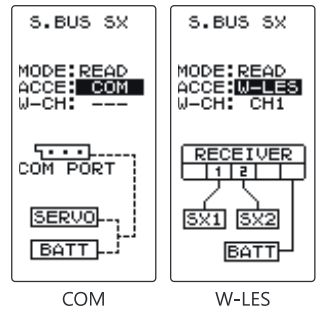 S.BUS SX
MODE:READ
ACCE: COM
W-CH: ---
COM PORT
SERVO
BATT
COM
S.BUS SX
MODE:READ
ACCE:W-LES
W-CH: CH1
RECEIVER
1 2
SX1 SX2
BATT
W-LES